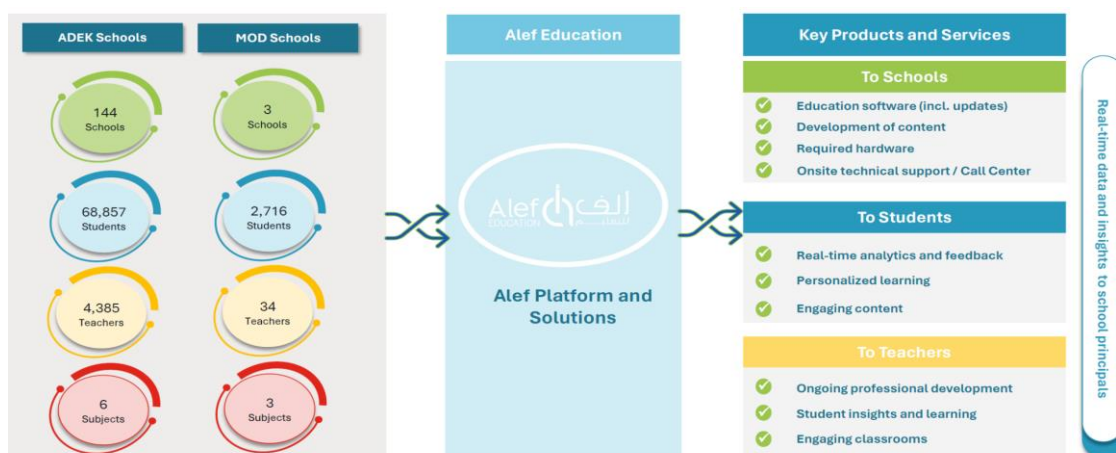 ADEK Schools
MOD Schools
144
Schools
3
Schools
68,857
Students
2,716
Students
4,385
Teachers
34
Teachers
6
Subjects
3
Subjects
Alef Education
Alef
EDUCATION
ألف
للتعليم
Alef Platform and
Solutions
Key Products and Services
To Schools
Education software (incl. updates)
Development of content
Required hardware
Onsite technical support / Call Center
To Students
Real-time analytics and feedback
Personalized learning
Engaging content
To Teachers
Ongoing professional development
Student insights and learning
Engaging classrooms
Real-time data and insights to school principals